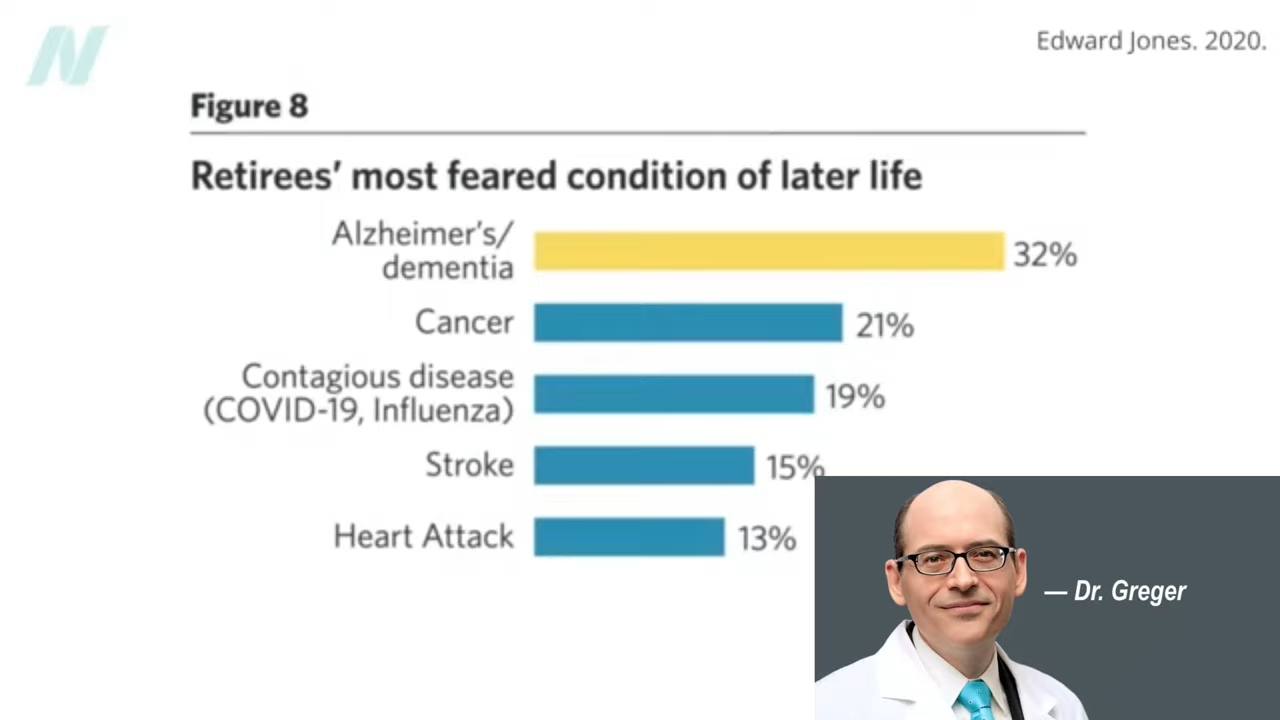 Edward Jones. 2020.
Figure 8
Retirees’ most feared condition of later life
Alzheimer’s/
dementia
32%
Cancer
21%
Contagious disease
(COVID-19, Influenza)
19%
Stroke
15%
Heart Attack
13%
— Dr. Greger